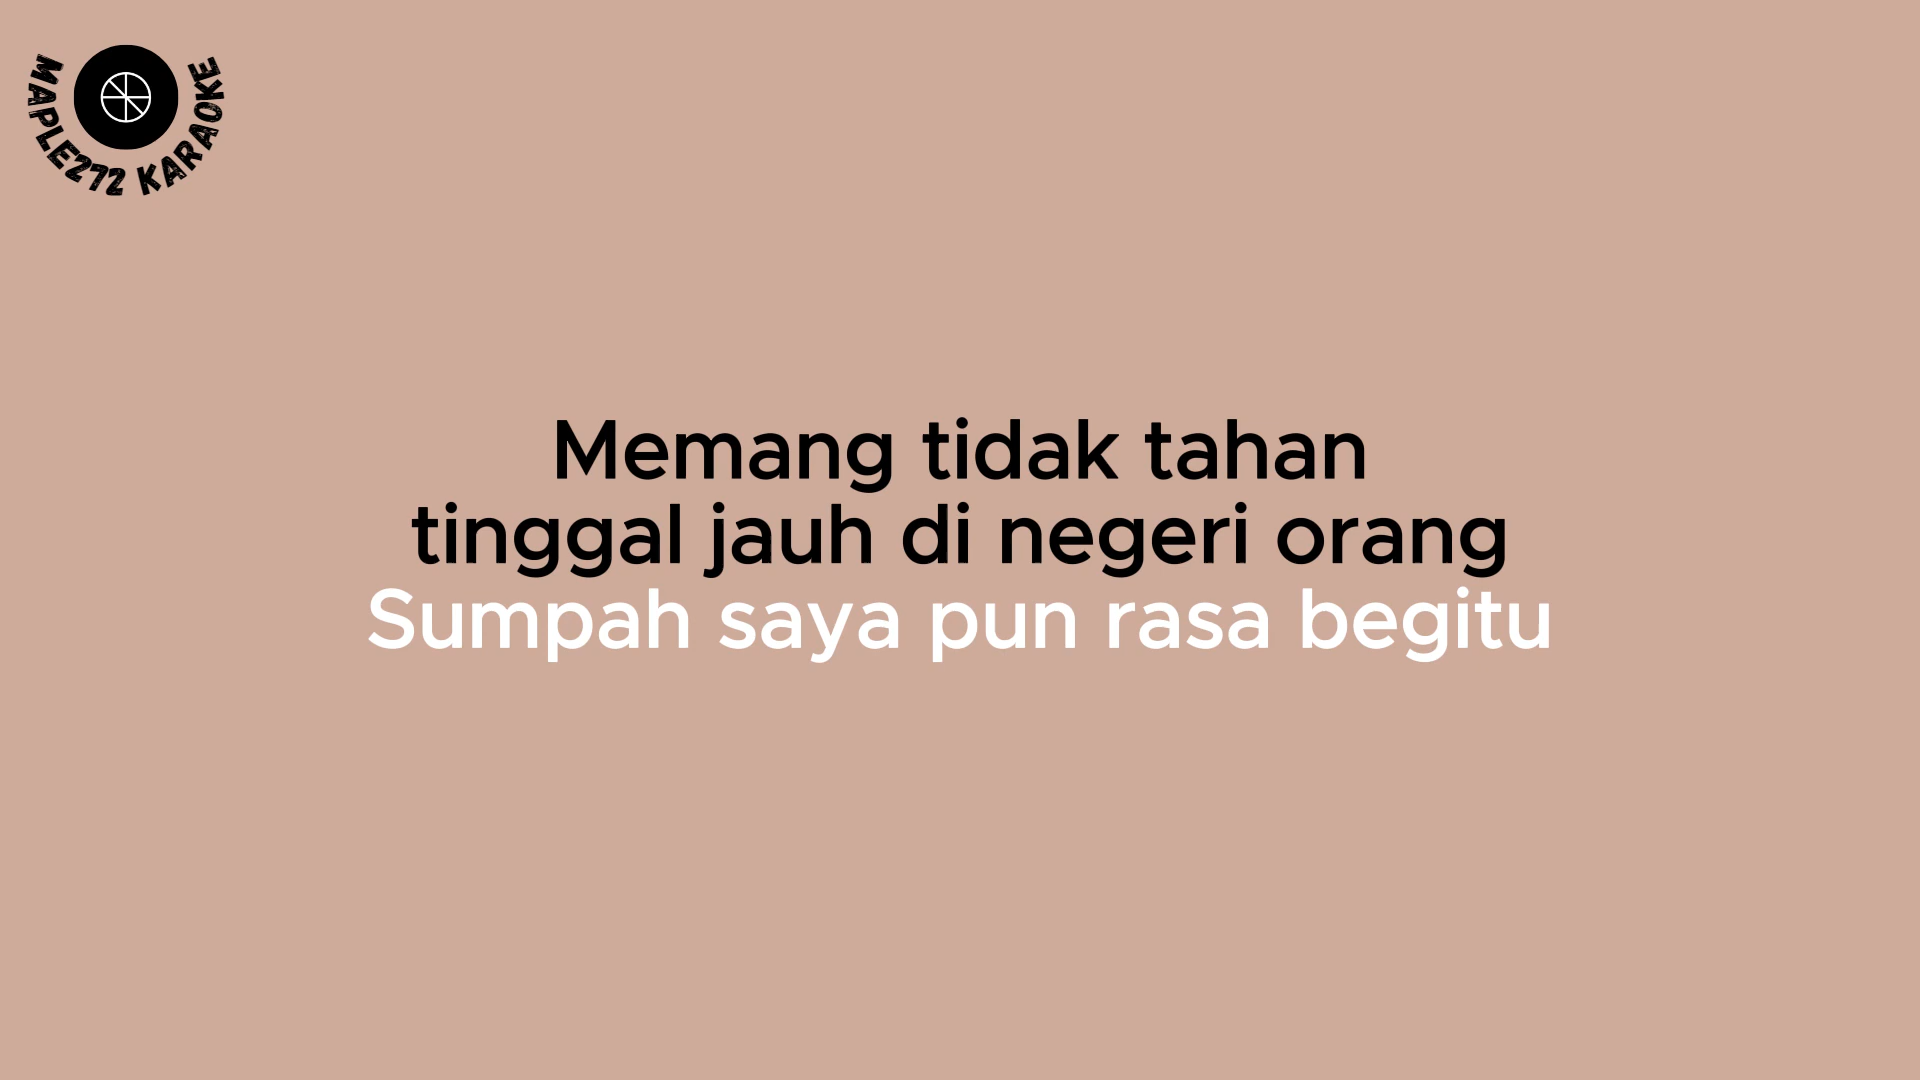 MAPLE272 KARAOKE
Memang tidak tahan
tinggal jauh di negeri orang
Sumpah saya pun rasa begitu